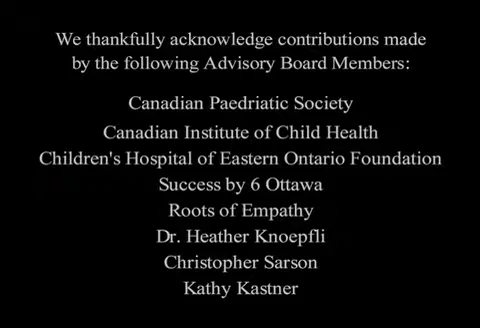 We thankfully acknowledge contributions made
by the following Advisory Board Members:
Canadian Paedriatic Society
Canadian Institute of Child Health
Children's Hospital of Eastern Ontario Foundation
Success by 6 Ottawa
Roots of Empathy
Dr. Heather Knoepfli
Christopher Sarson
Kathy Kastner